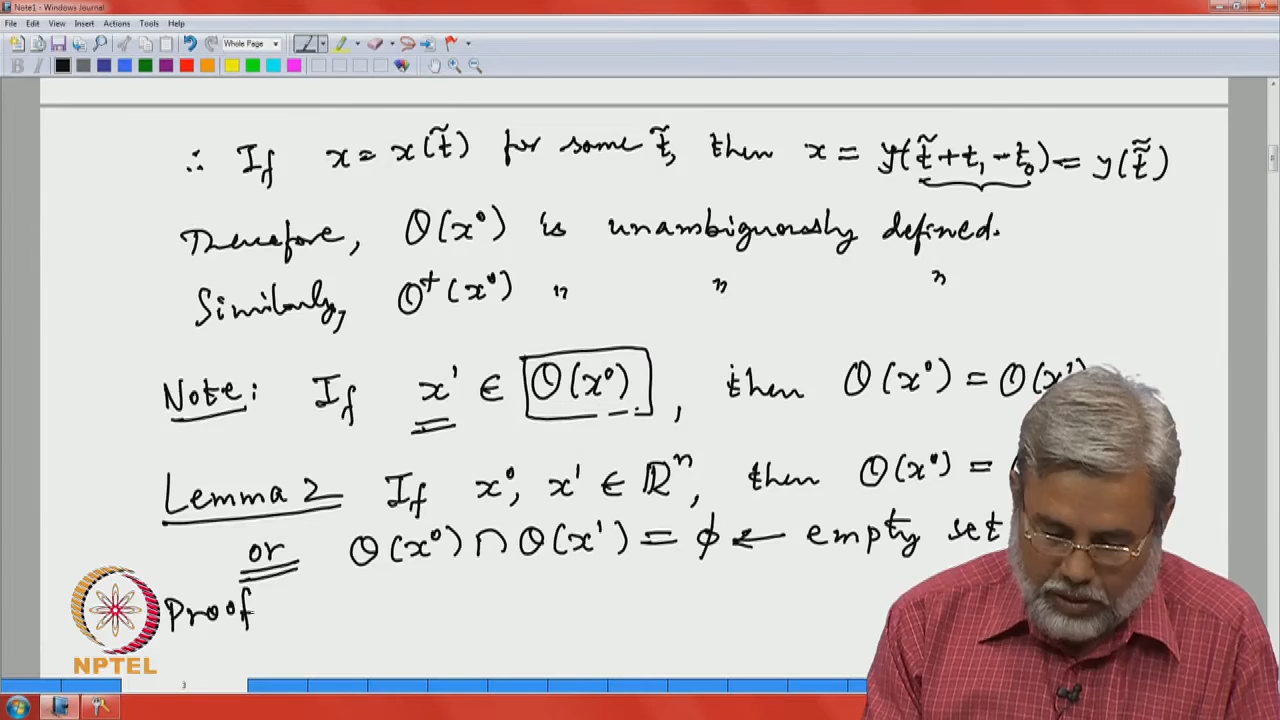 Note1 - Windows Journal
File Edit View Insert Actions Tools Help
Whole Page
∴ If x = x(t̃) for some t̃, then x = y(t̃ + t₁ - t₀) = y(t̃̃)
Therefore, O(x⁰) is unambiguously defined.
Similarly, O⁺(x⁰) " " "
Note: If x' ∈ O(x⁰), then O(x⁰) = O(x')
Lemma 2 If x⁰, x' ∈ ℝⁿ, then O(x⁰) =
or O(x⁰) ∩ O(x') = ϕ ← empty set
Proof
NPTEL
3